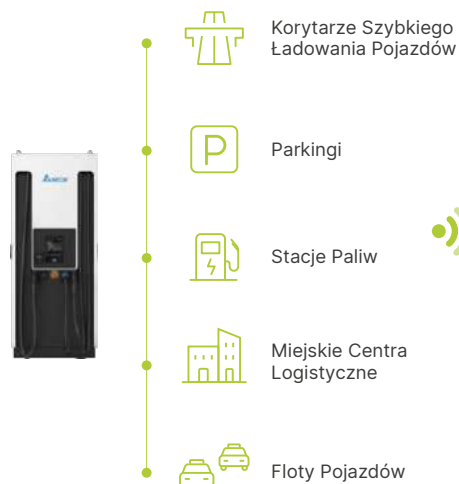 Korytarze Szybkiego
Ładowania Pojazdów
P
Parkingi
Stacje Paliw
Miejskie Centra
Logistyczne
Floty Pojazdów